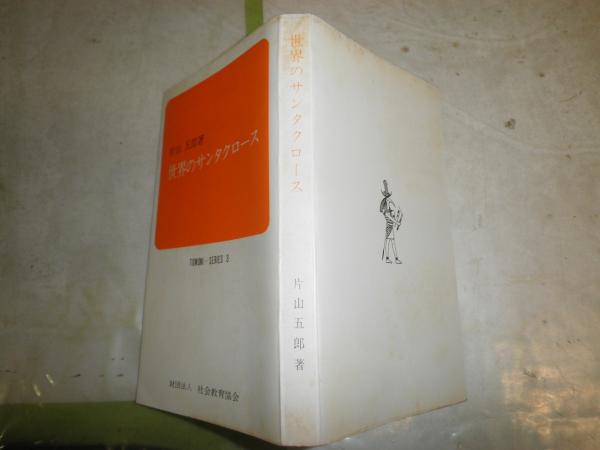 片山 五郎著
世界のサンタクロース
TOMONI-SERIES 3
財団法人 社会教育協会
世界のサンタクロース
片山五郎著